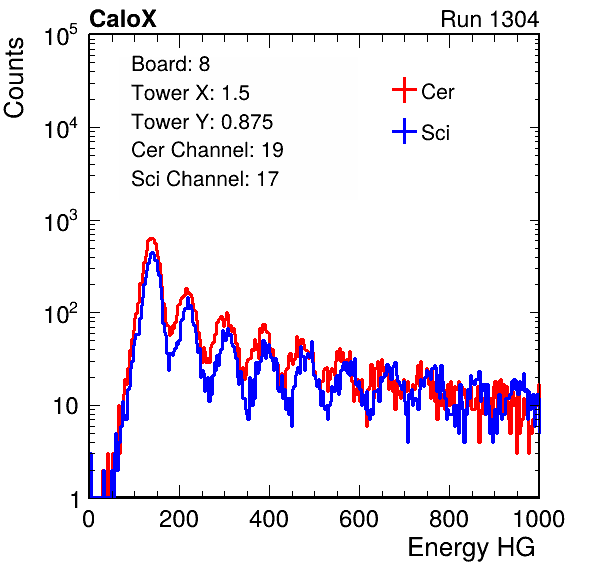 CaloX Run 1304
Counts
10^5
10^4
10^3
10^2
10
1
Board: 8
Tower X: 1.5
Tower Y: 0.875
Cer Channel: 19
Sci Channel: 17
Cer
Sci
0 200 400 600 800 1000
Energy HG